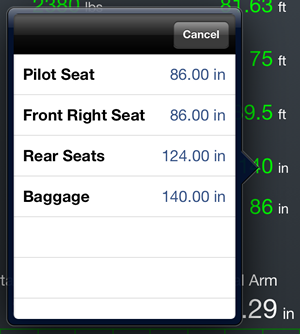 2380 lbs
81.63 ft
Cancel
75 ft
Pilot Seat 86.00 in
Front Right Seat 86.00 in
9.5 ft
Rear Seats 124.00 in
40 in
Baggage 140.00 in
86 in
Arm
.29 in